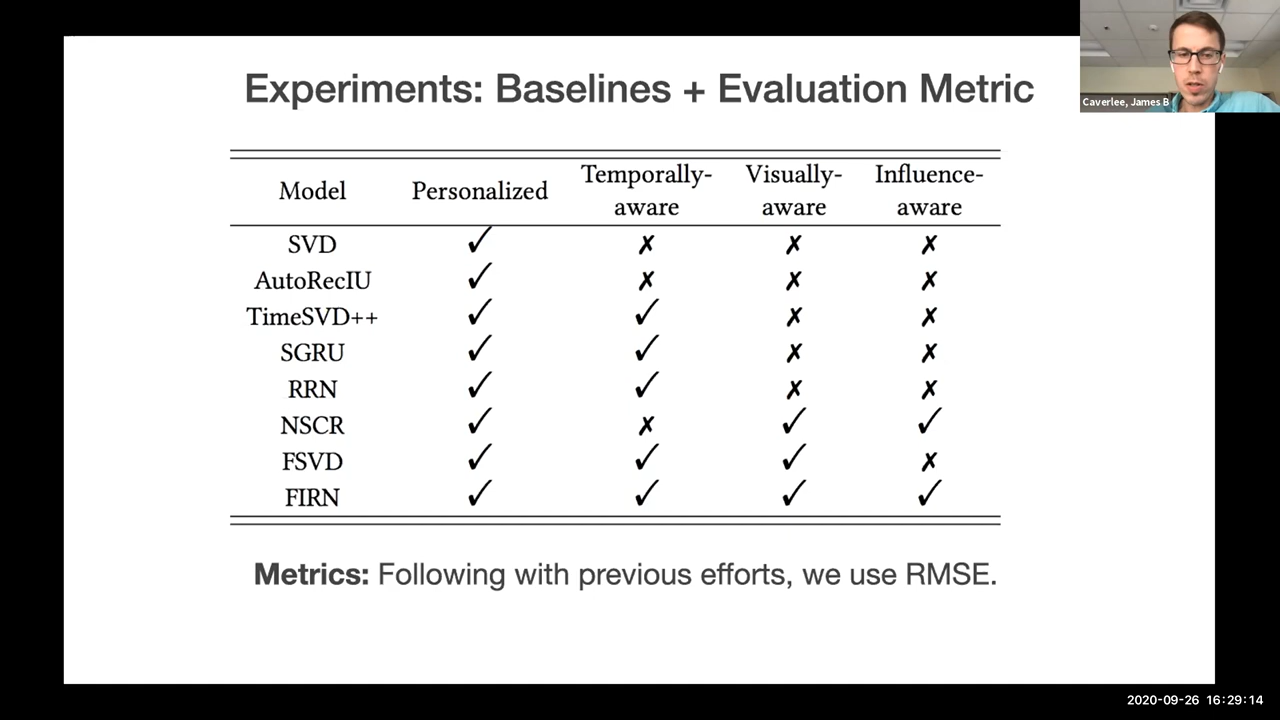 Experiments: Baselines + Evaluation Metric
Caverlee, James B
Model Personalized Temporally-aware Visually-aware Influence-aware
SVD ✓ ✗ ✗ ✗
AutoRecIU ✓ ✗ ✗ ✗
TimeSVD++ ✓ ✓ ✗ ✗
SGRU ✓ ✓ ✗ ✗
RRN ✓ ✓ ✗ ✗
NSCR ✓ ✗ ✓ ✓
FSVD ✓ ✓ ✓ ✗
FIRN ✓ ✓ ✓ ✓
Metrics: Following with previous efforts, we use RMSE.
2020-09-26 16:29:14